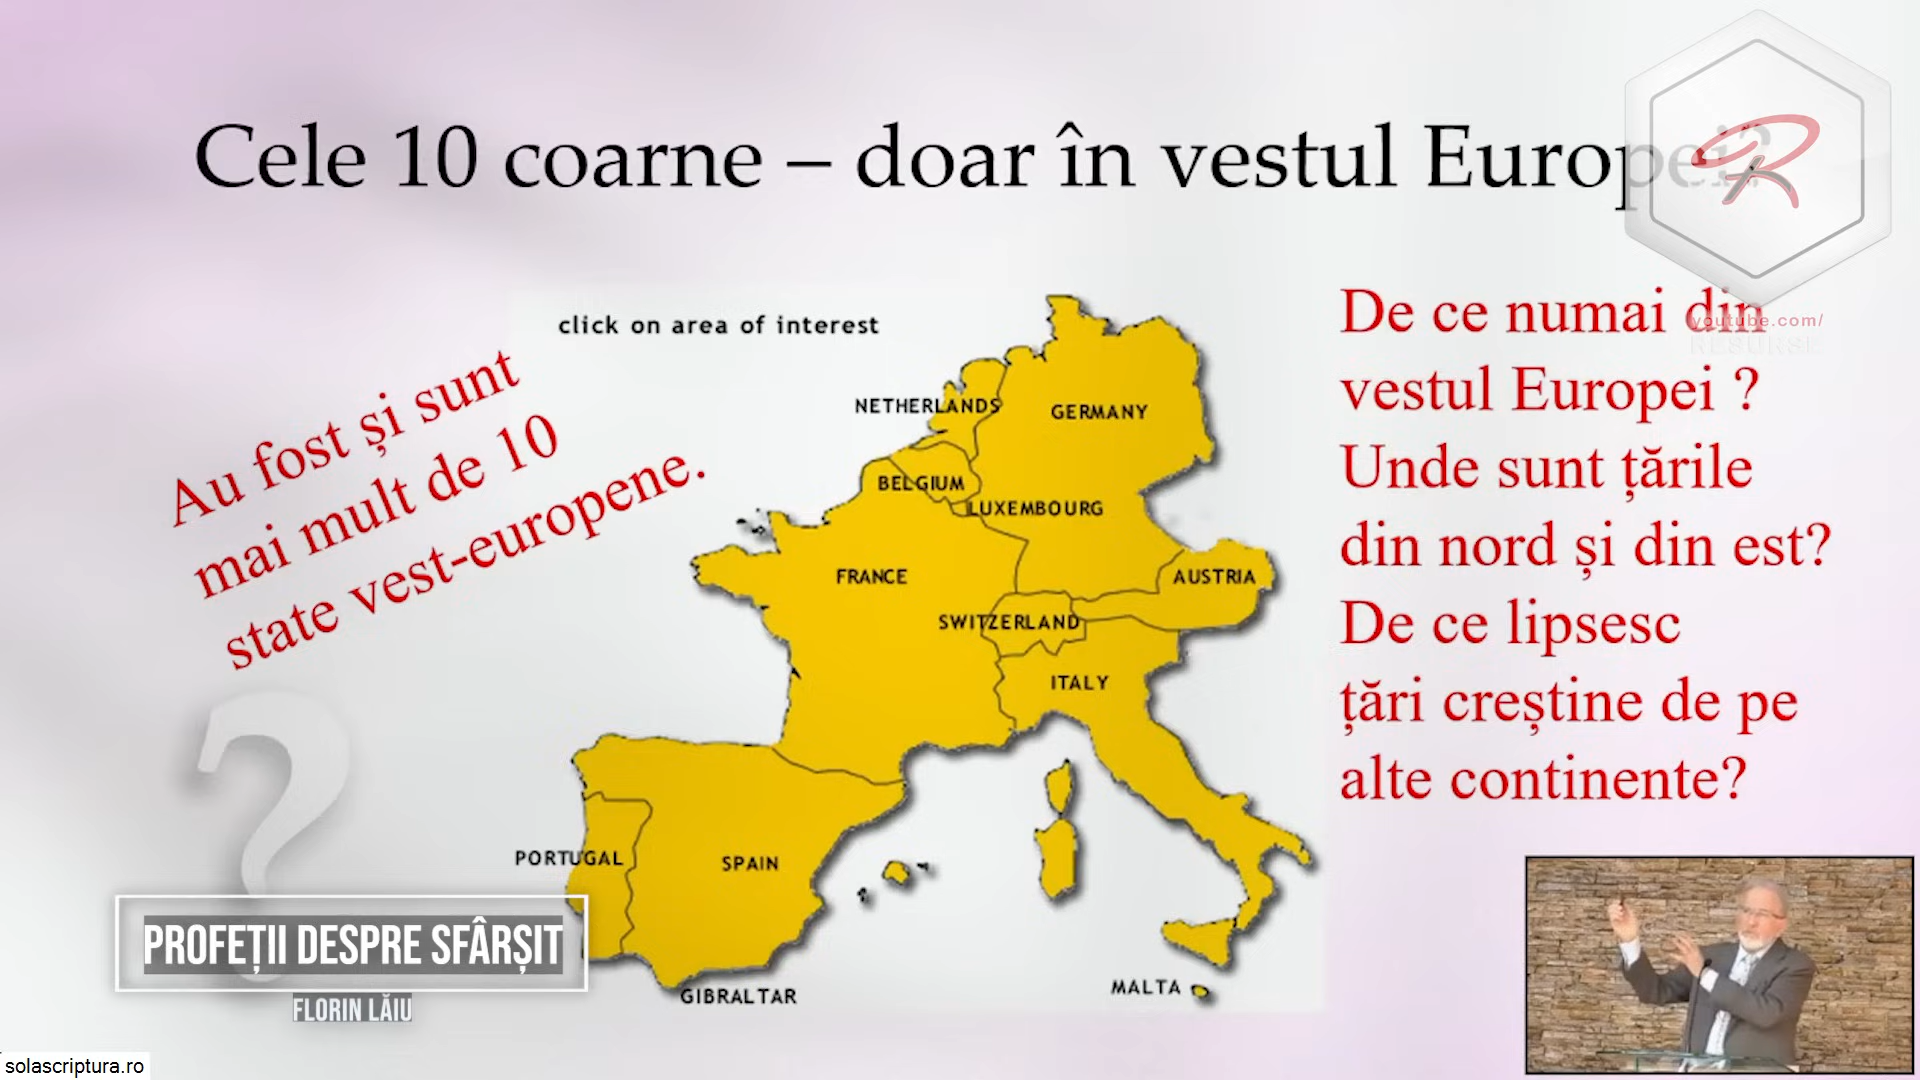 Cele 10 coarne – doar în vestul Europei?
R
youtube.com/
RESURSE
click on area of interest
Au fost și sunt
mai mult de 10
state vest-europene.
De ce numai din
vestul Europei ?
Unde sunt țările
din nord și din est?
De ce lipsesc
țări creștine de pe
alte continente?
NETHERLANDS
GERMANY
BELGIUM
LUXEMBOURG
FRANCE
AUSTRIA
SWITZERLAND
ITALY
PORTUGAL
SPAIN
GIBRALTAR
MALTA
?
PROFEȚII DESPRE SFÂRȘIT
FLORIN LĂIU
solascriptura.ro